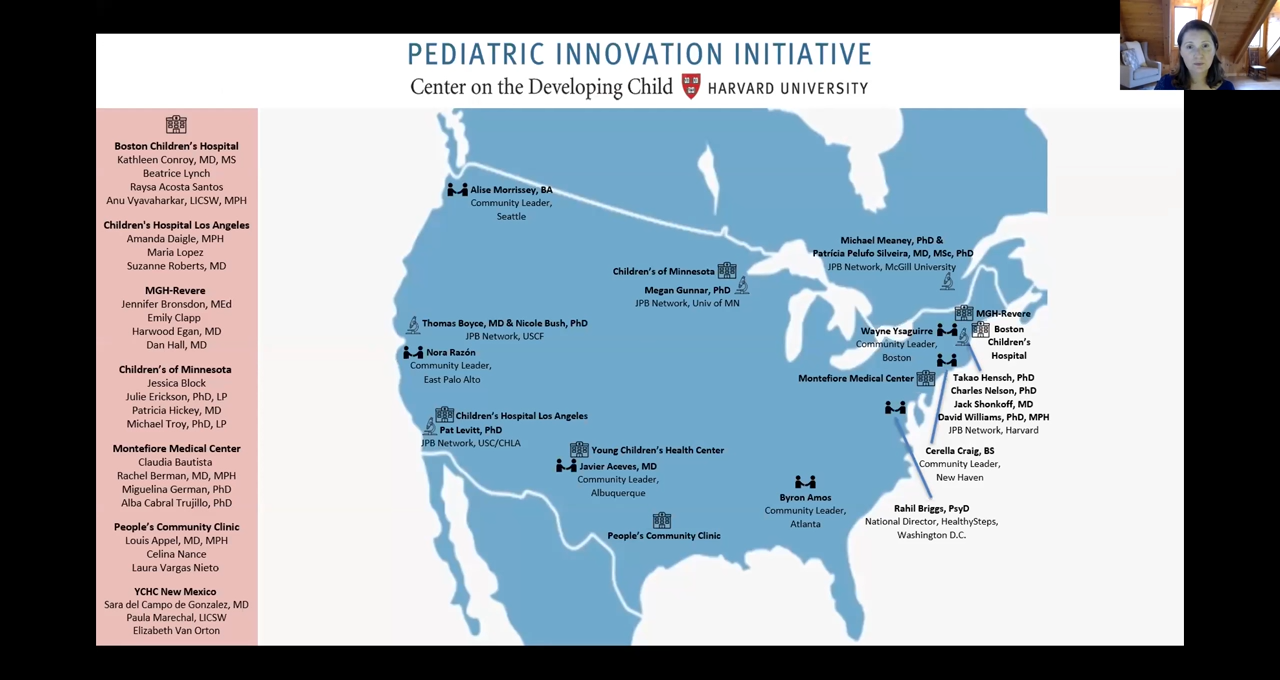 PEDIATRIC INNOVATION INITIATIVE
Center on the Developing Child HARVARD UNIVERSITY
Boston Children's Hospital
Kathleen Conroy, MD, MS
Beatrice Lynch
Raysa Acosta Santos
Anu Vyavaharkar, LICSW, MPH
Children's Hospital Los Angeles
Amanda Daigle, MPH
Maria Lopez
Suzanne Roberts, MD
MGH-Revere
Jennifer Bronsdon, MEd
Emily Clapp
Harwood Egan, MD
Dan Hall, MD
Children's of Minnesota
Jessica Block
Julie Erickson, PhD, LP
Patricia Hickey, MD
Michael Troy, PhD, LP
Montefiore Medical Center
Claudia Bautista
Rachel Berman, MD, MPH
Miguelina German, PhD
Alba Cabral Trujillo, PhD
People's Community Clinic
Louis Appel, MD, MPH
Celina Nance
Laura Vargas Nieto
YCHC New Mexico
Sara del Campo de Gonzalez, MD
Paula Marechal, LICSW
Elizabeth Van Orton
Alise Morrissey, BA
Community Leader,
Seattle
Michael Meaney, PhD &
Patrícia Pelufo Silveira, MD, MSc, PhD
JPB Network, McGill University
Children's of Minnesota
Megan Gunnar, PhD
JPB Network, Univ of MN
Thomas Boyce, MD & Nicole Bush, PhD
JPB Network, USCF
Nora Razón
Community Leader,
East Palo Alto
MGH-Revere
Boston
Children's
Hospital
Wayne Ysaguirre
Community Leader,
Boston
Montefiore Medical Center
Takao Hensch, PhD
Charles Nelson, PhD
Jack Shonkoff, MD
David Williams, PhD, MPH
JPB Network, Harvard
Children's Hospital Los Angeles
Pat Levitt, PhD
JPB Network, USC/CHLA
Young Children's Health Center
Javier Aceves, MD
Community Leader,
Albuquerque
Cerella Craig, BS
Community Leader,
New Haven
Byron Amos
Community Leader,
Atlanta
Rahil Briggs, PsyD
National Director, HealthySteps,
Washington D.C.
People's Community Clinic